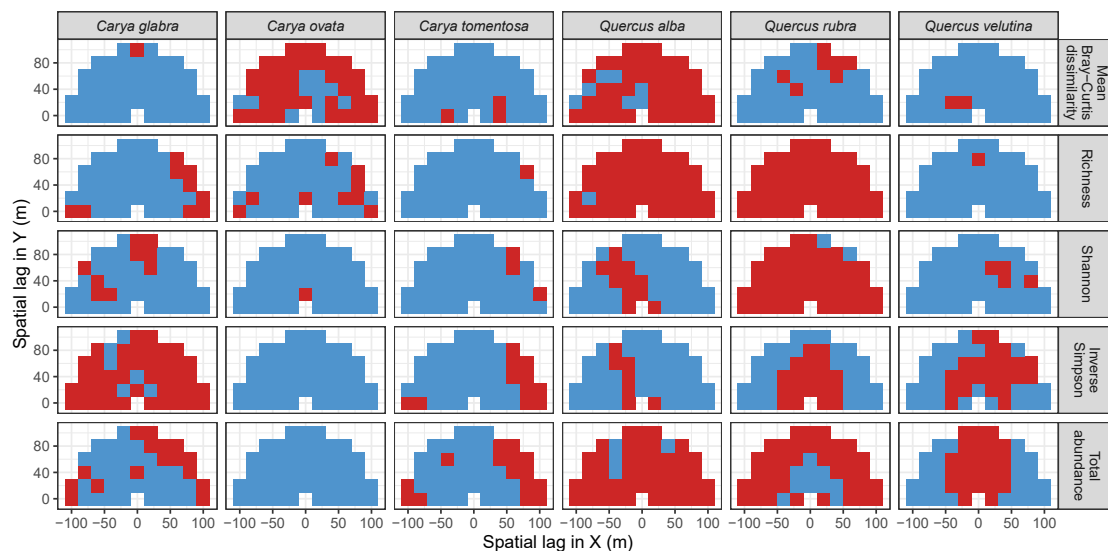 Carya glabra Carya ovata Carya tomentosa Quercus alba Quercus rubra Quercus velutina
Mean
Bray−Curtis
dissimilarity
80
40
0
Richness
80
40
0
Shannon
80
40
0
Inverse
Simpson
80
40
0
Total
abundance
80
40
0
Spatial lag in Y (m)
−100 −50 0 50 100 −100 −50 0 50 100 −100 −50 0 50 100 −100 −50 0 50 100 −100 −50 0 50 100 −100 −50 0 50 100
Spatial lag in X (m)